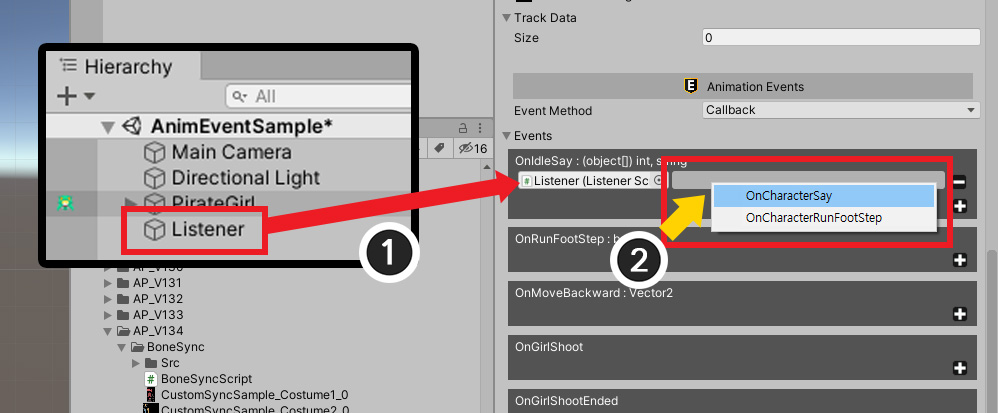 Hierarchy
All
AnimEventSample*
Main Camera
Directional Light
PirateGirl
Listener
1
AP_V131
AP_V132
AP_V133
AP_V134
BoneSync
Src
BoneSyncScript
CustomSyncSample_Costume1_0
CustomSyncSample_Costume2_0
16
Track Data
Size 0
Animation Events
Event Method Callback
Events
OnIdleSay : (object[]) int, string
Listener (Listener Sc
OnCharacterSay
OnCharacterRunFootStep
2
OnRunFootStep :
OnMoveBackward : Vector2
OnGirlShoot
OnGirlShootEnded